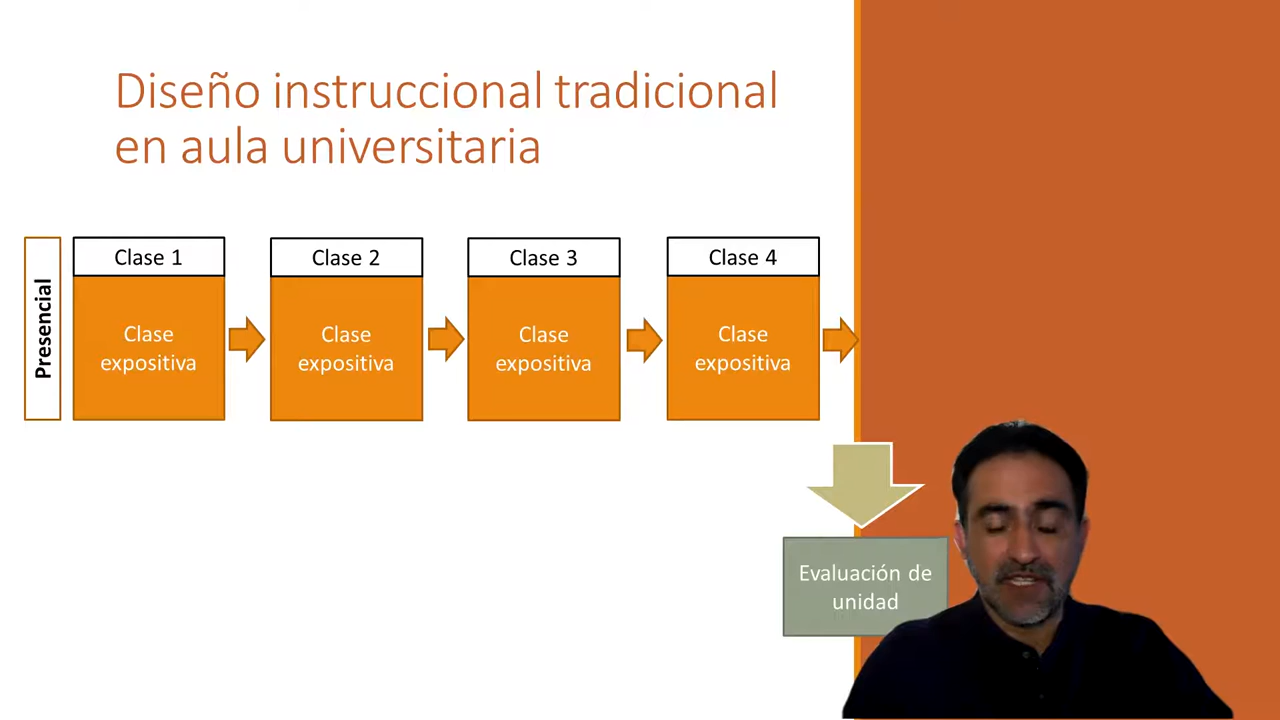 Diseño instruccional tradicional
en aula universitaria
Presencial
Clase 1
Clase
expositiva
Clase 2
Clase
expositiva
Clase 3
Clase
expositiva
Clase 4
Clase
expositiva
Evaluación de
unidad